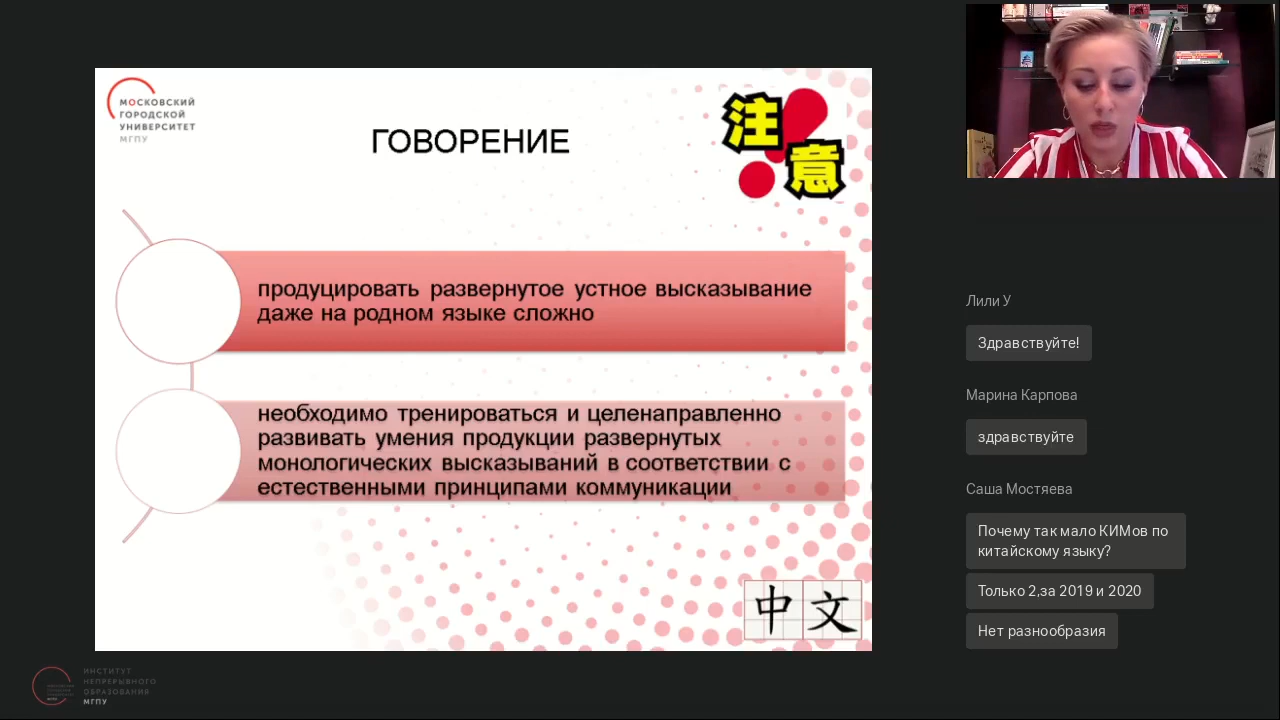 МОСКОВСКИЙ
ГОРОДСКОЙ
УНИВЕРСИТЕТ
МГПУ
ГОВОРЕНИЕ
注
意
продуцировать развернутое устное высказывание
даже на родном языке сложно
необходимо тренироваться и целенаправленно
развивать умения продукции развернутых
монологических высказываний в соответствии с
естественными принципами коммуникации
中文
ИНСТИТУТ
НЕПРЕРЫВНОГО
ОБРАЗОВАНИЯ
МГПУ
Лили У
Здравствуйте!
Марина Карпова
здравствуйте
Саша Мостяева
Почему так мало КИМов по
китайскому языку?
Только 2,за 2019 и 2020
Нет разнообразия